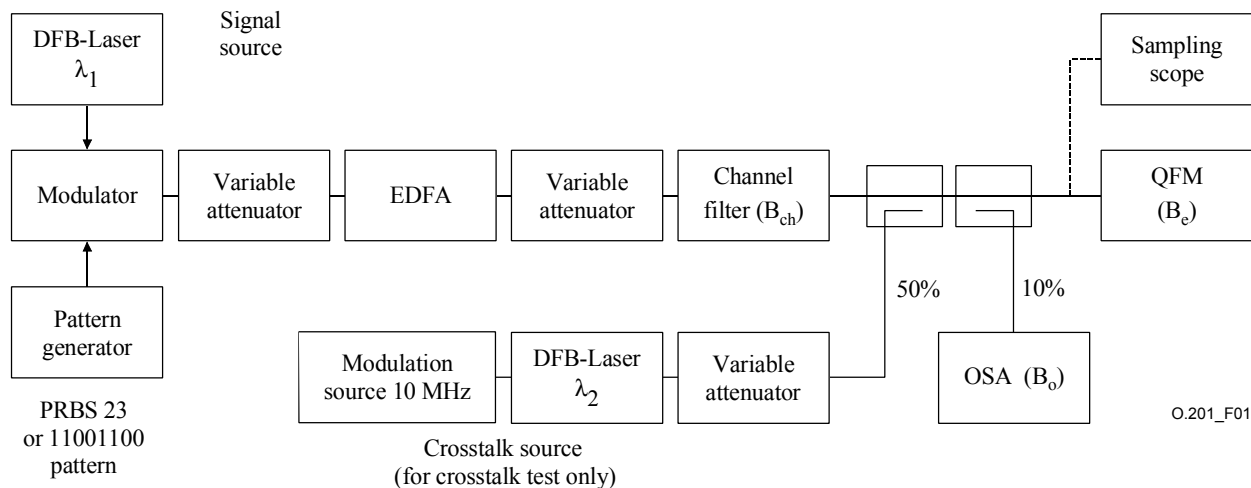 DFB-Laser
λ1
Signal
source
Sampling
scope
Modulator
Variable
attenuator
EDFA
Variable
attenuator
Channel
filter (Bch)
QFM
(Be)
50%
10%
Pattern
generator
Modulation
source 10 MHz
DFB-Laser
λ2
Variable
attenuator
OSA (Bo)
PRBS 23
or 11001100
pattern
Crosstalk source
(for crosstalk test only)
O.201_F01